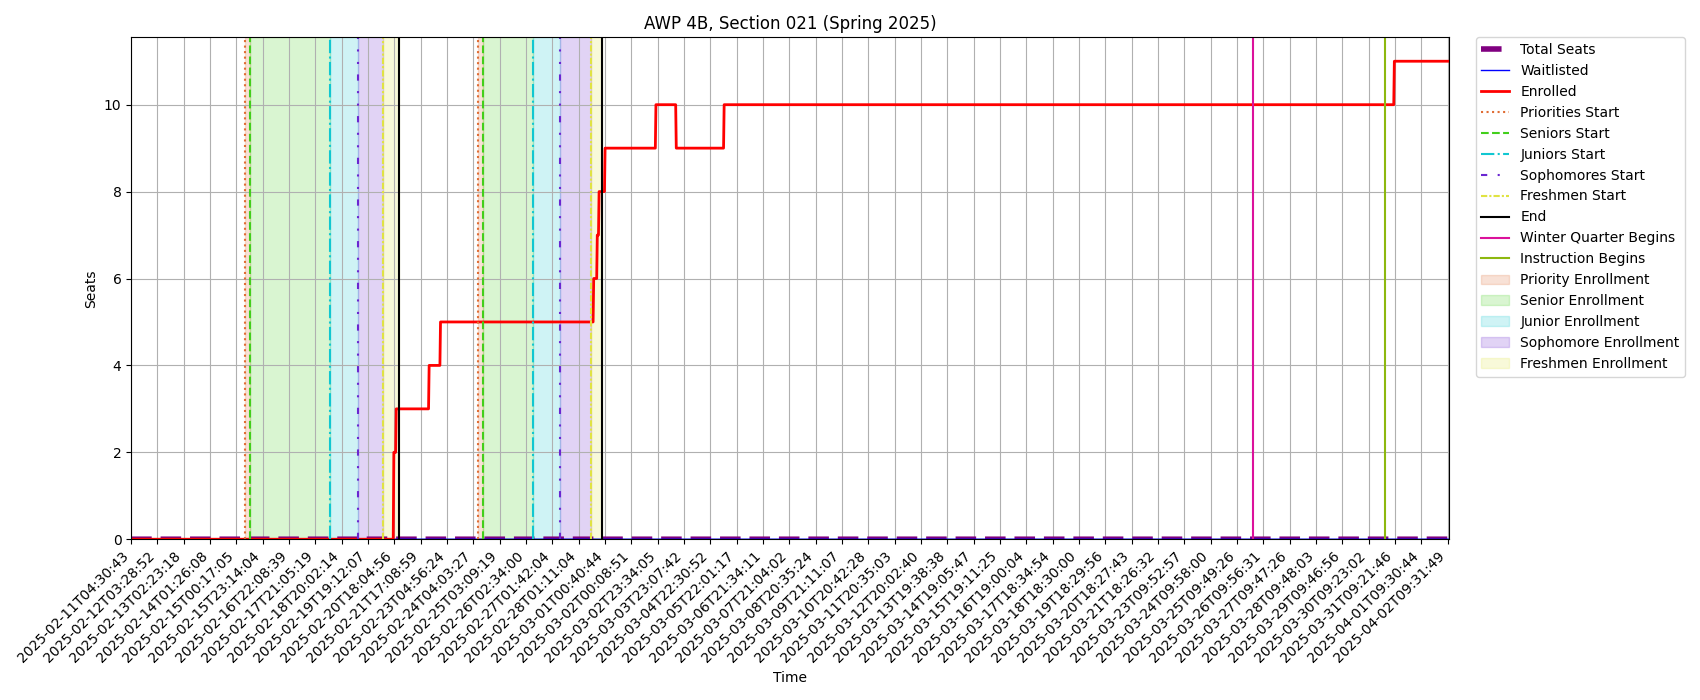 AWP 4B, Section 021 (Spring 2025)
Seats
10
8
6
4
2
0
2025-02-11T04:30:43
2025-02-12T03:28:52
2025-02-13T02:23:18
2025-02-14T01:26:08
2025-02-15T00:17:05
2025-02-15T23:14:04
2025-02-16T22:08:39
2025-02-17T21:05:19
2025-02-18T20:02:14
2025-02-19T19:12:07
2025-02-20T18:04:56
2025-02-21T17:08:59
2025-02-23T04:56:24
2025-02-24T04:03:27
2025-02-25T03:09:19
2025-02-26T02:34:00
2025-02-27T01:42:04
2025-02-28T01:11:04
2025-03-01T00:40:44
2025-03-02T00:08:51
2025-03-02T23:34:05
2025-03-03T23:07:42
2025-03-04T22:30:52
2025-03-05T22:01:17
2025-03-06T21:34:11
2025-03-07T21:04:02
2025-03-08T20:35:24
2025-03-09T21:11:07
2025-03-10T20:42:28
2025-03-11T20:35:03
2025-03-12T20:02:40
2025-03-13T19:38:38
2025-03-14T19:05:47
2025-03-15T19:11:25
2025-03-16T19:00:04
2025-03-17T18:34:54
2025-03-18T18:30:00
2025-03-19T18:29:56
2025-03-20T18:27:43
2025-03-21T18:26:32
2025-03-23T09:52:57
2025-03-24T09:58:00
2025-03-25T09:49:26
2025-03-26T09:56:31
2025-03-27T09:47:26
2025-03-28T09:48:03
2025-03-29T09:46:56
2025-03-30T09:23:02
2025-03-31T09:21:46
2025-04-01T09:30:44
2025-04-02T09:31:49
Time
Total Seats
Waitlisted
Enrolled
Priorities Start
Seniors Start
Juniors Start
Sophomores Start
Freshmen Start
End
Winter Quarter Begins
Instruction Begins
Priority Enrollment
Senior Enrollment
Junior Enrollment
Sophomore Enrollment
Freshmen Enrollment